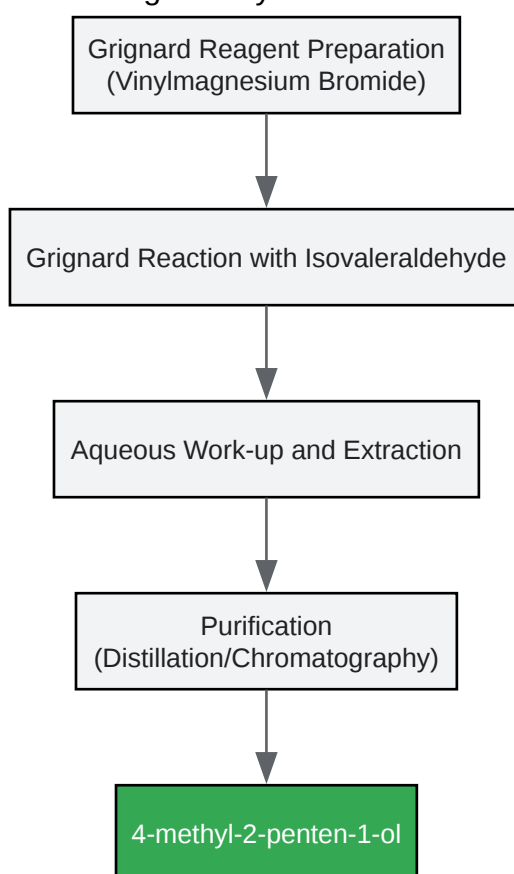 Grignard Reagent Preparation
(Vinylmagnesium Bromide)
Grignard Reaction with Isovaleraldehyde
Aqueous Work-up and Extraction
Purification
(Distillation/Chromatography)
4-methyl-2-penten-1-ol